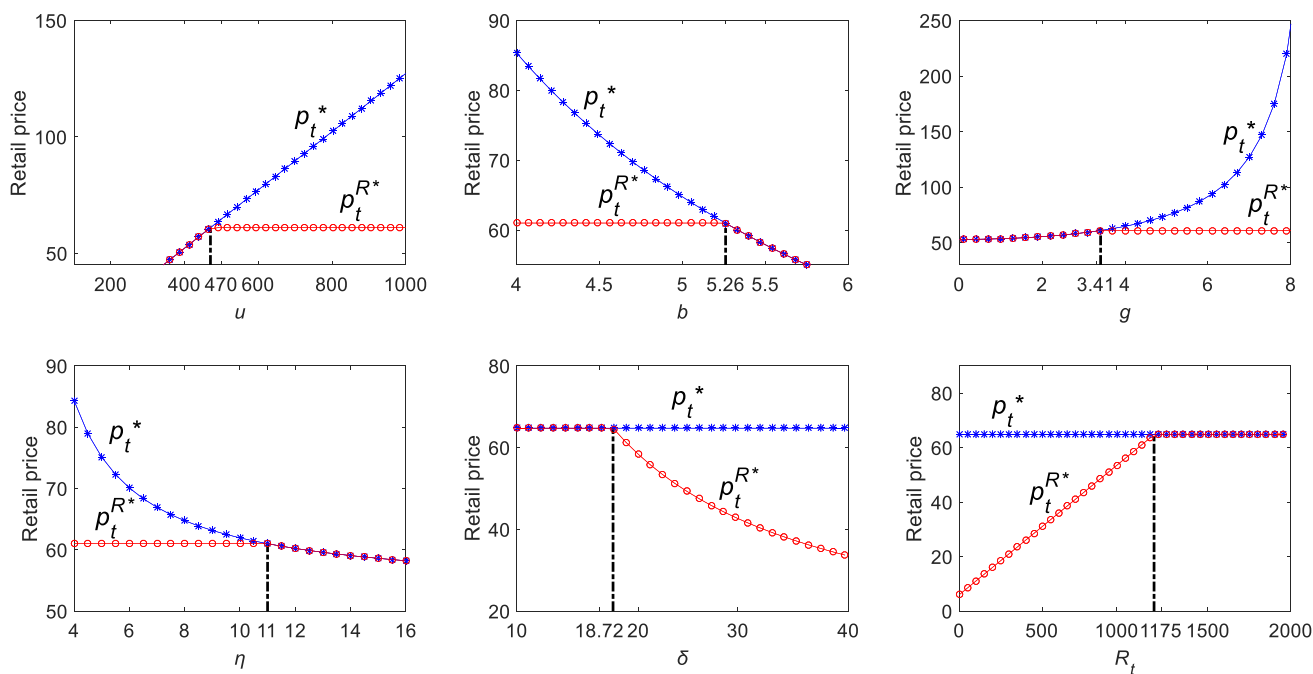 150
100
50
Retail price
p_t*
p_t^{R*}
200 400 470 600 800 1000
u
90
80
70
60
Retail price
p_t*
p_t^{R*}
4 4.5 5 5.26 5.5 6
b
250
200
150
100
50
Retail price
p_t*
p_t^{R*}
0 2 3.411 4 6 8
g
90
80
70
60
50
Retail price
p_t*
p_t^{R*}
4 6 8 10 11 12 14 16
η
80
60
40
20
Retail price
p_t*
p_t^{R*}
10 18.72 20 30 40
δ
80
60
40
20
0
Retail price
p_t*
p_t^{R*}
0 500 1000 1175 1500 2000
R_t